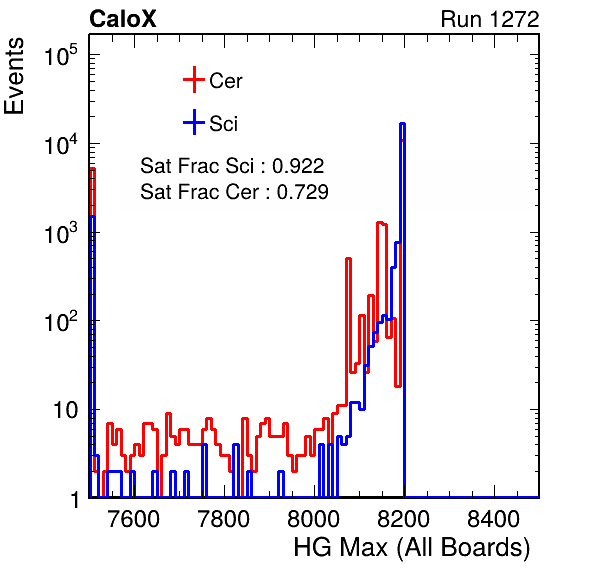 CaloX
Run 1272
Events
Cer
Sci
Sat Frac Sci : 0.922
Sat Frac Cer : 0.729
10^5
10^4
10^3
10^2
10
1
7600 7800 8000 8200 8400
HG Max (All Boards)